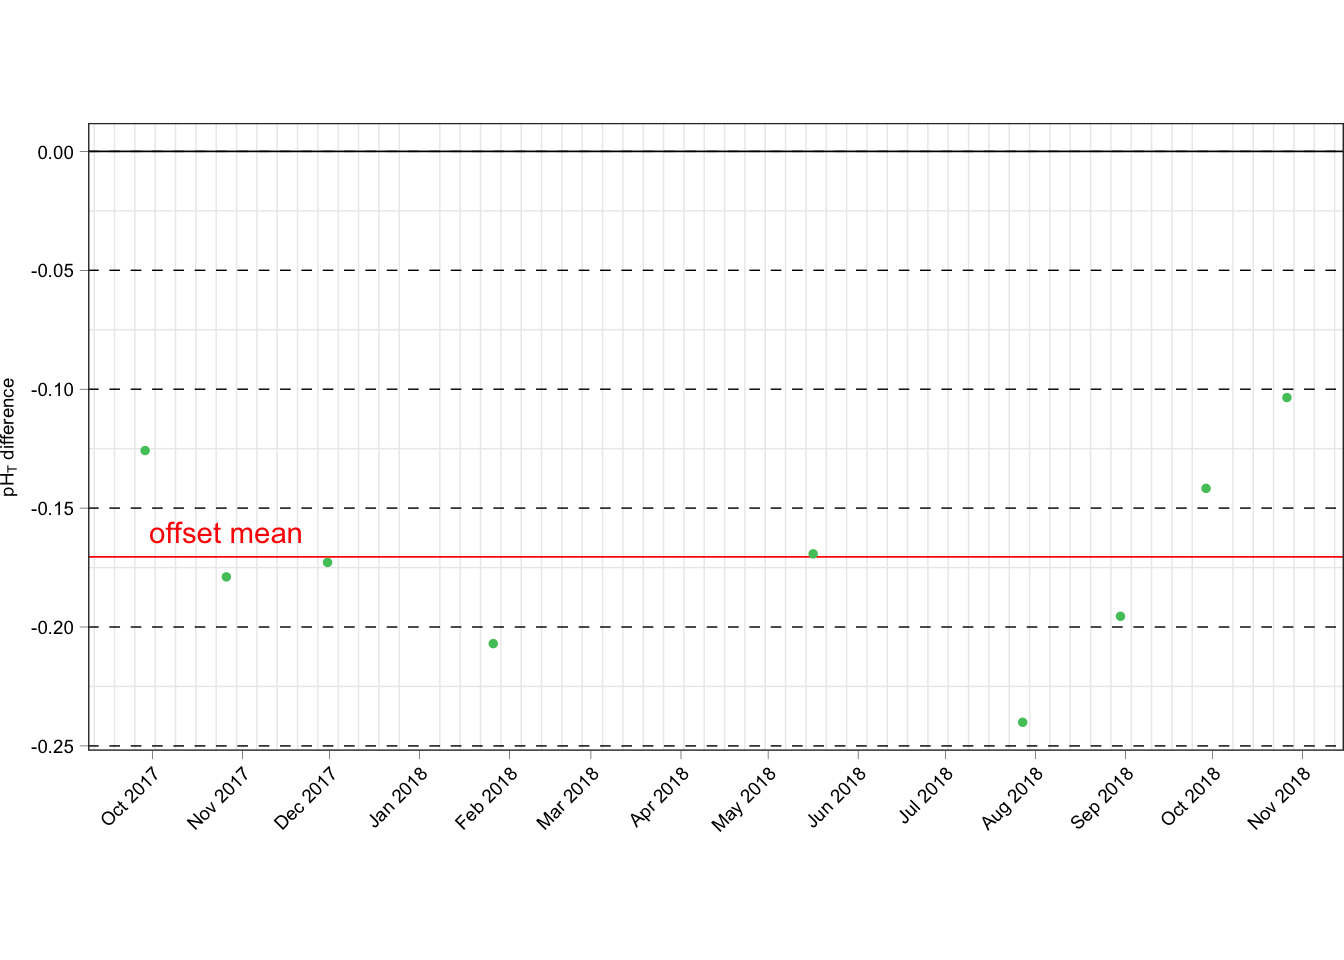 0.00
-0.05
-0.10
-0.15
-0.20
-0.25
pHT difference
offset mean
Oct 2017
Nov 2017
Dec 2017
Jan 2018
Feb 2018
Mar 2018
Apr 2018
May 2018
Jun 2018
Jul 2018
Aug 2018
Sep 2018
Oct 2018
Nov 2018